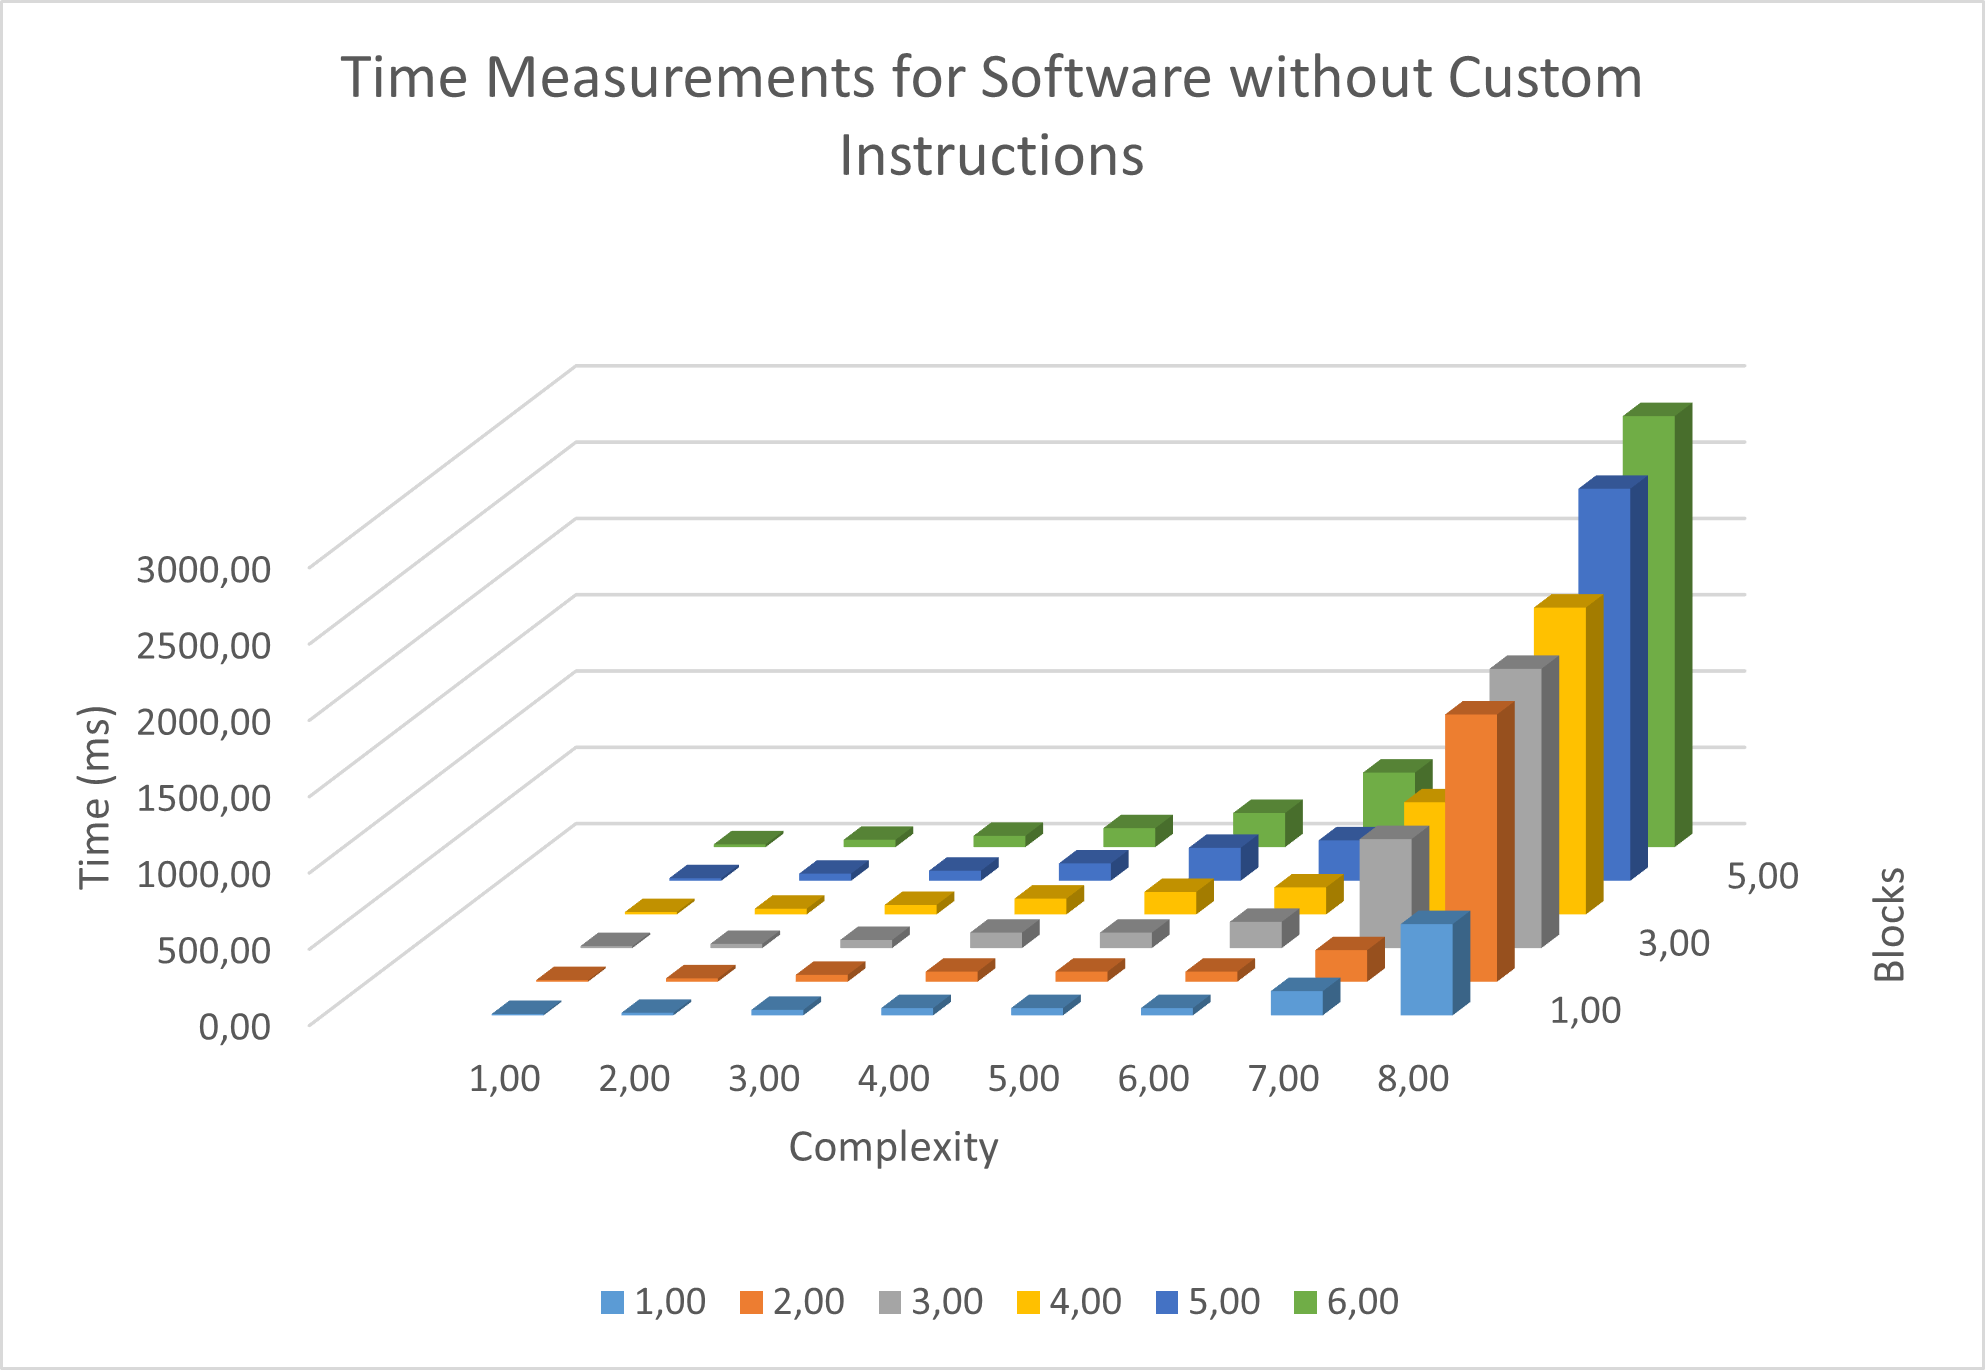 Time Measurements for Software without Custom
Instructions
3000,00
2500,00
2000,00
1500,00
1000,00
500,00
0,00
Time (ms)
1,00 2,00 3,00 4,00 5,00 6,00 7,00 8,00
Complexity
5,00
3,00
1,00
Blocks
1,00 2,00 3,00 4,00 5,00 6,00